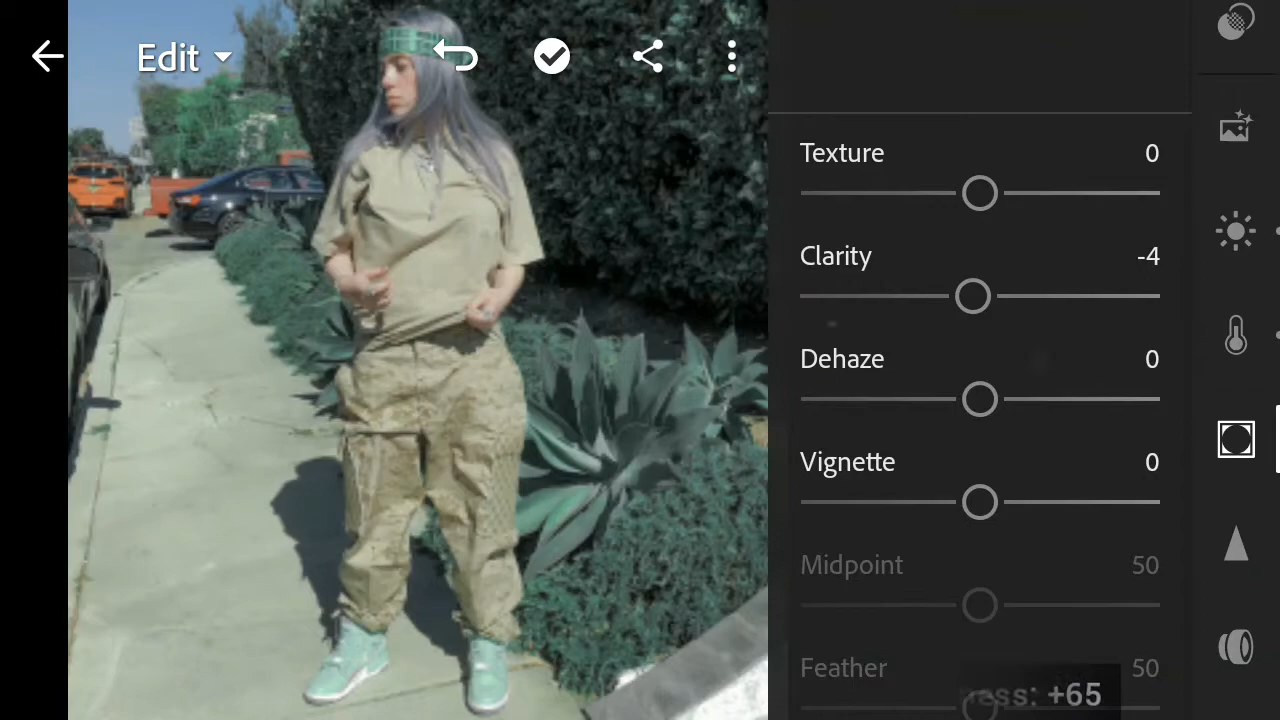 Edit
Texture 0
Clarity -4
Dehaze 0
Vignette 0
Midpoint 50
Feather 50
+65